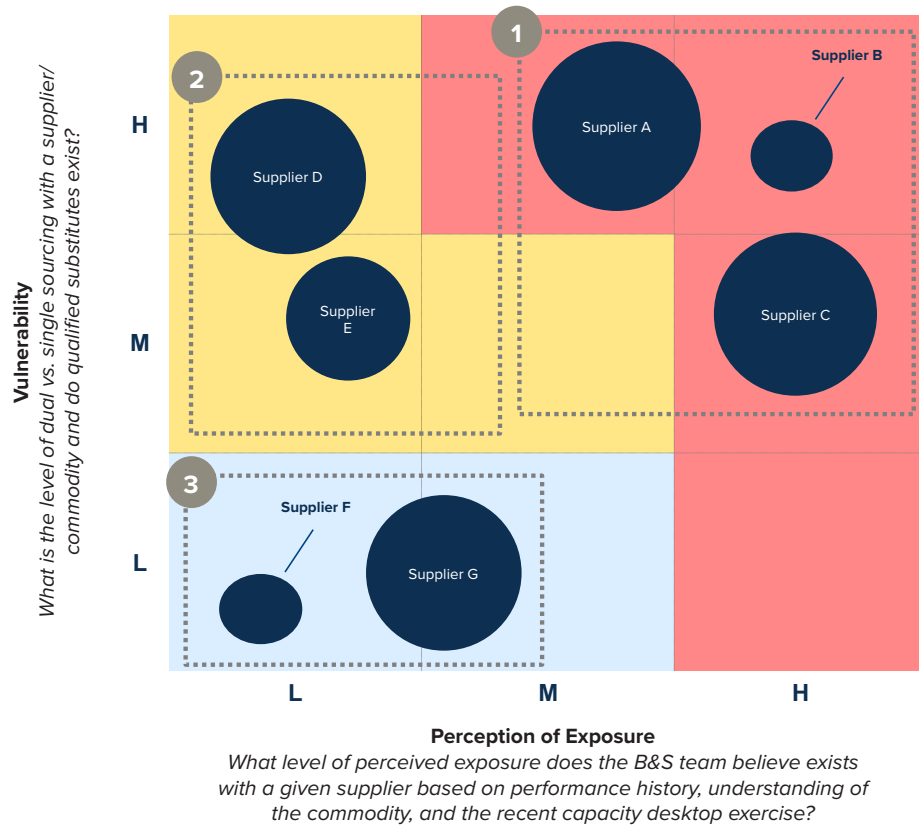 1
Supplier B
2
H
Supplier A
Supplier D
Vulnerability
What is the level of dual vs. single sourcing with a supplier/
commodity and do qualified substitutes exist?
Supplier
E
Supplier C
M
3
Supplier F
L
Supplier G
L
M
H
Perception of Exposure
What level of perceived exposure does the B&S team believe exists
with a given supplier based on performance history, understanding of
the commodity, and the recent capacity desktop exercise?